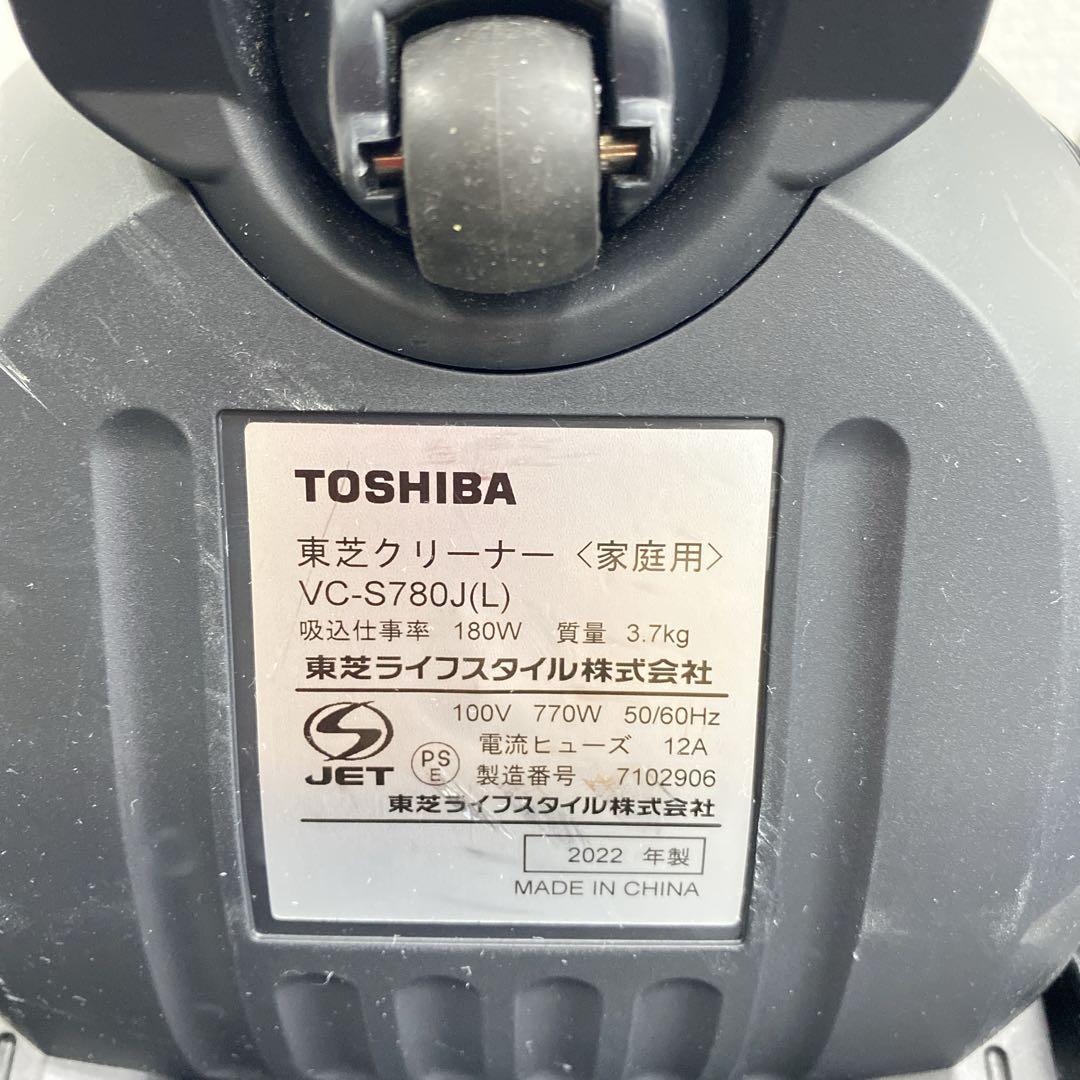 TOSHIBA
東芝クリーナー〈家庭用〉
VC-S780J(L)
吸込仕事率 180W 質量 3.7kg
東芝ライフスタイル株式会社
100V 770W 50/60Hz
電流ヒューズ 12A
JET
PS
E
製造番号 7102906
東芝ライフスタイル株式会社
2022 年製
MADE IN CHINA